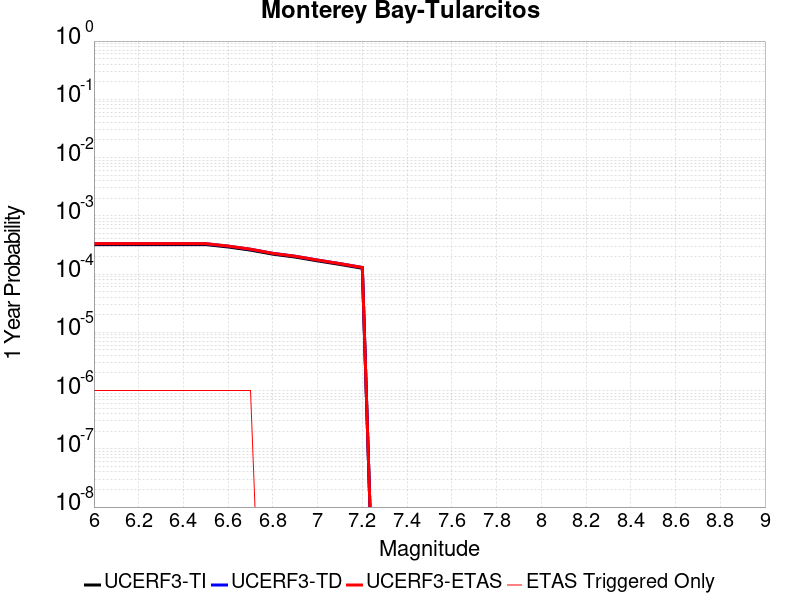 Monterey Bay-Tularcitos
10^0
10^-1
10^-2
10^-3
10^-4
10^-5
10^-6
10^-7
10^-8
1 Year Probability
6 6.2 6.4 6.6 6.8 7 7.2 7.4 7.6 7.8 8 8.2 8.4 8.6 8.8 9
Magnitude
UCERF3-TI UCERF3-TD UCERF3-ETAS ETAS Triggered Only